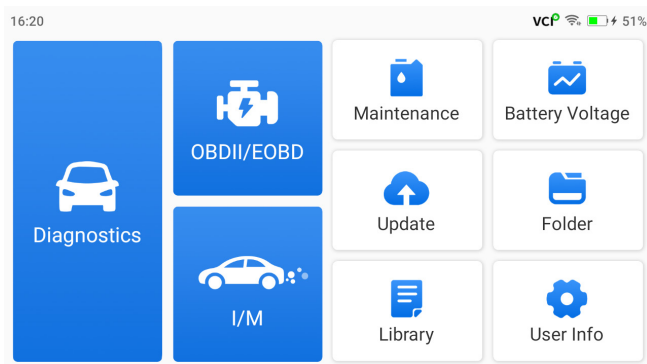 16:20
VCI 51%
Diagnostics
OBDII/EOBD
I/M
Maintenance
Battery Voltage
Update
Folder
Library
User Info